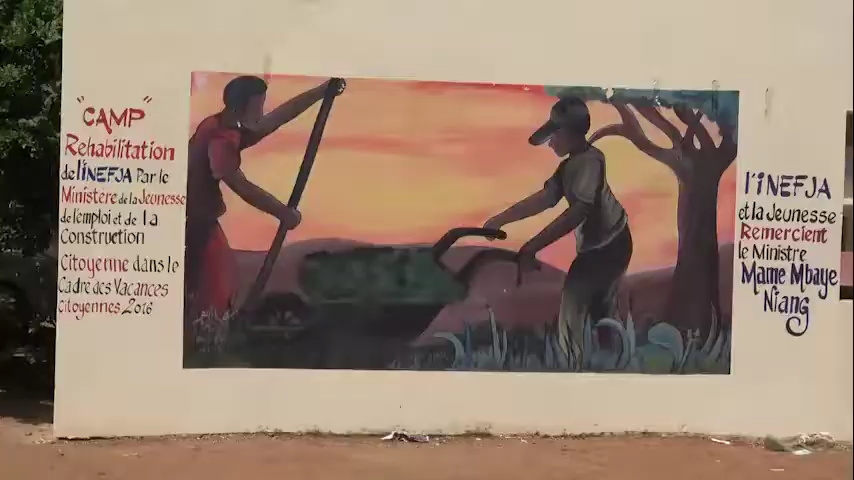 "CAMP"
Rehabilitation
de l'INEFJA Par le
Ministère de la Jeunesse
de l'emploi et de la
Construction
Citoyenne dans le
Cadre des Vacances
Citoyennes 2016
l'INEFJA
et la Jeunesse
Remercient
le Ministre
Mame Mbaye
Niang